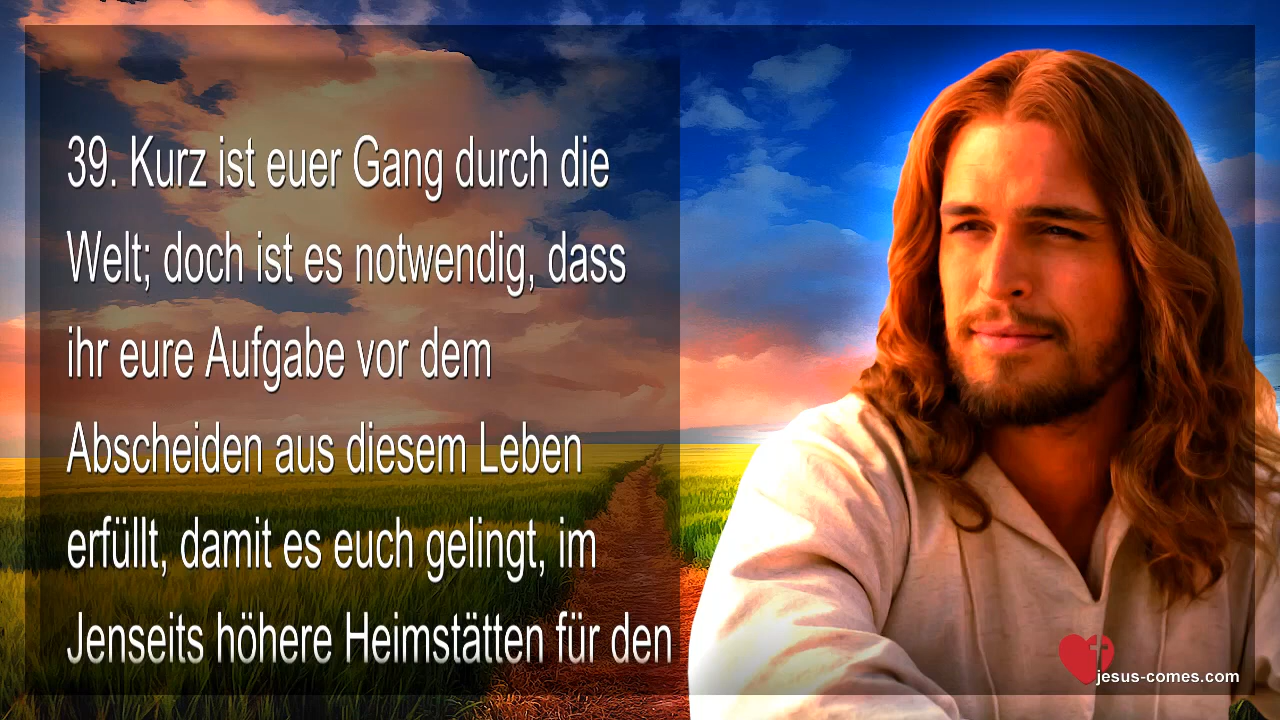 39. Kurz ist euer Gang durch die
Welt; doch ist es notwendig, dass
ihr eure Aufgabe vor dem
Abscheiden aus diesem Leben
erfüllt, damit es euch gelingt, im
Jenseits höhere Heimstätten für den
jesus-comes.com